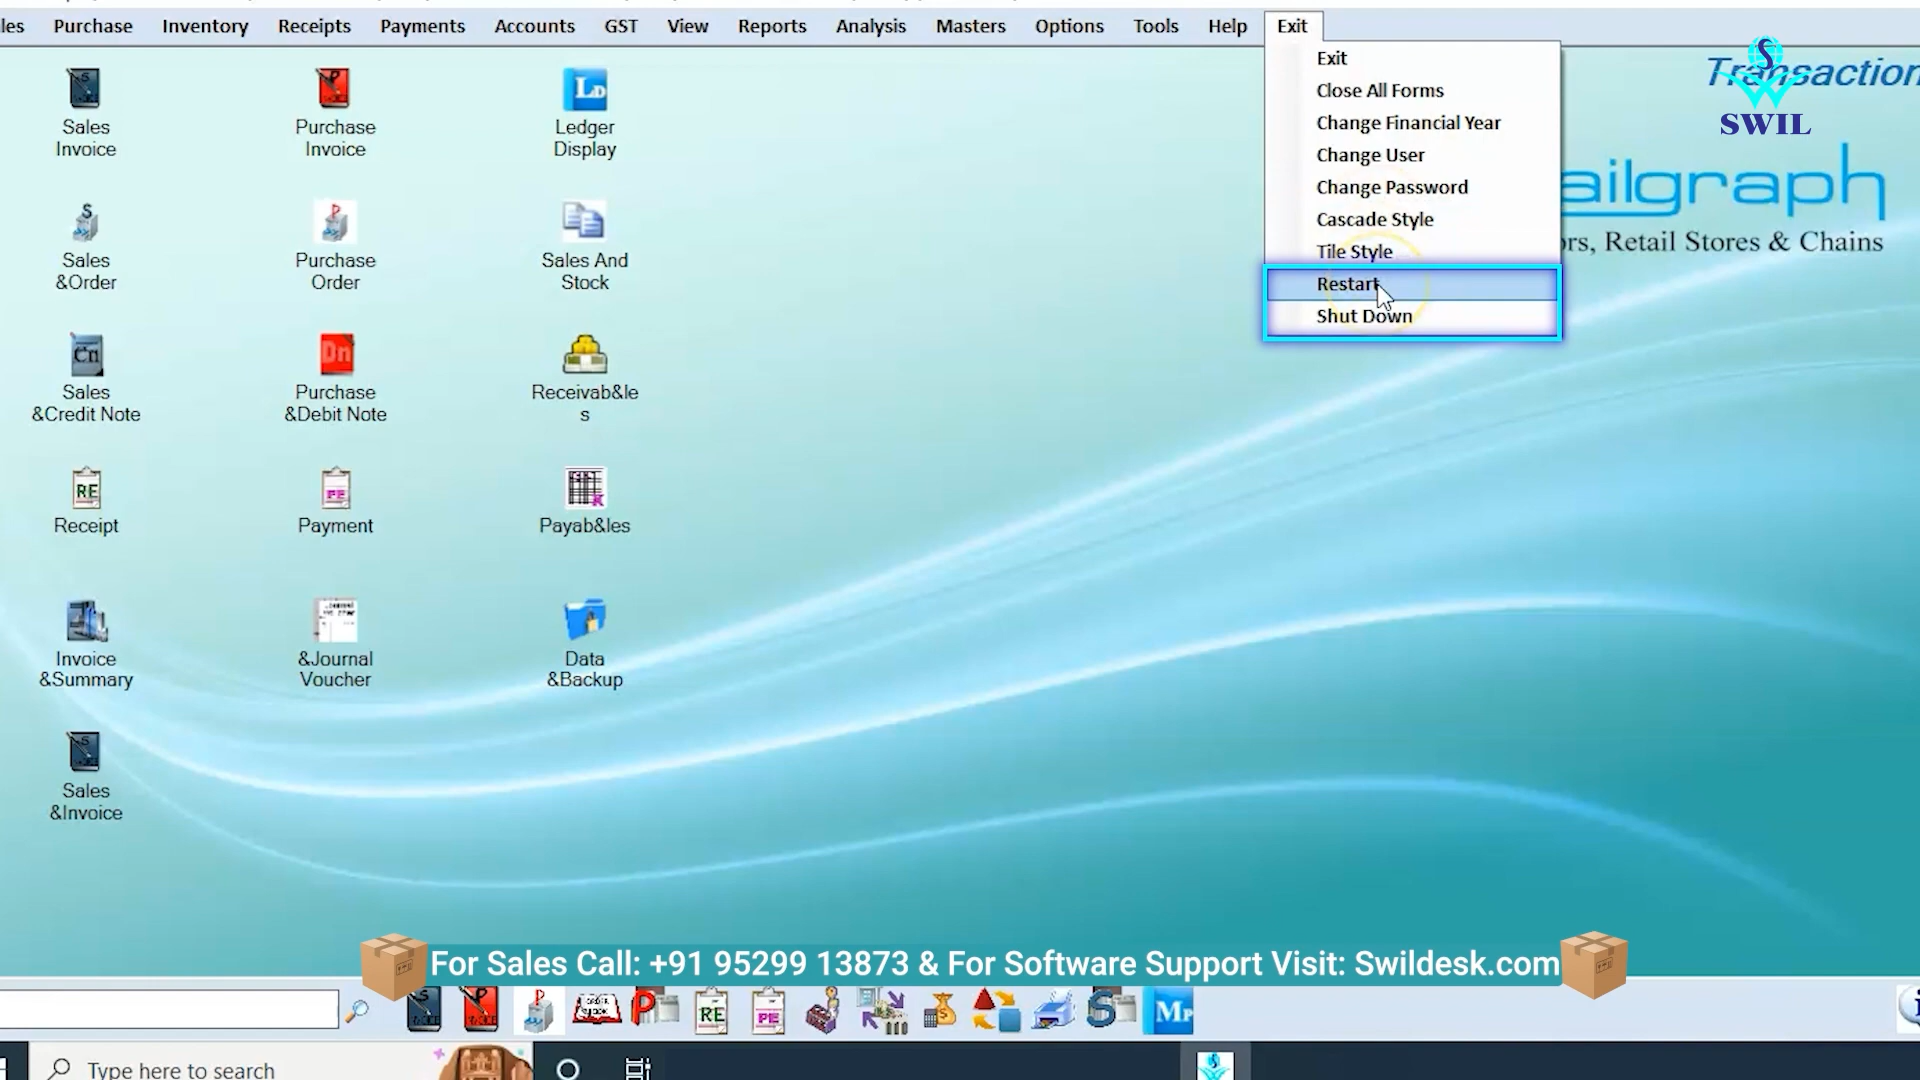 les Purchase Inventory Receipts Payments Accounts GST View Reports Analysis Masters Options Tools Help Exit
Exit
Close All Forms
Change Financial Year
Change User
Change Password
Cascade Style
Tile Style
Restart
Shut Down
Transaction
SWIL
ailgraph
ors, Retail Stores & Chains
Sales
Invoice
Purchase
Invoice
Ledger
Display
Sales
&Order
Purchase
Order
Sales And
Stock
Sales
&Credit Note
Purchase
&Debit Note
Receivab&le
s
Receipt
Payment
Payab&les
Invoice
&Summary
&Journal
Voucher
Data
&Backup
Sales
&Invoice
For Sales Call: +91 95299 13873 & For Software Support Visit: Swildesk.com
Type here to search